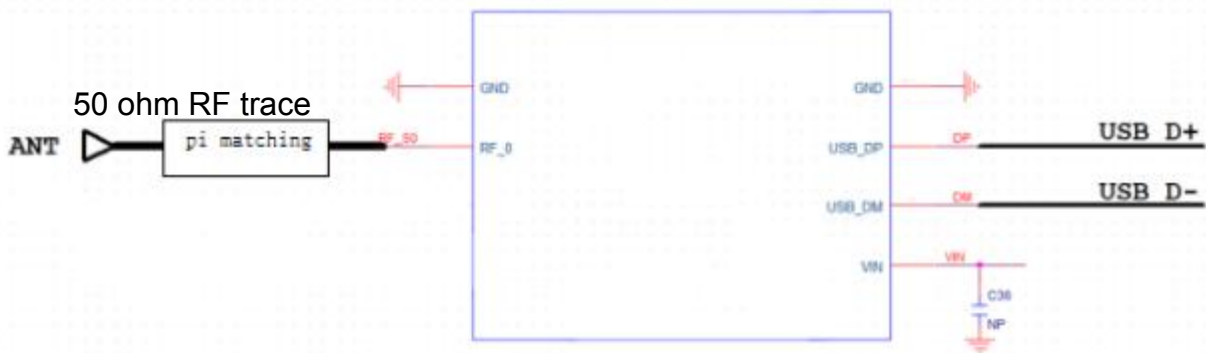 50 ohm RF trace
ANT
pi matching
RF_50
GND
RF_0
GND
USB_DP
USB_DM
VIN
DP
DM
VIN
USB D+
USB D-
C36
NP